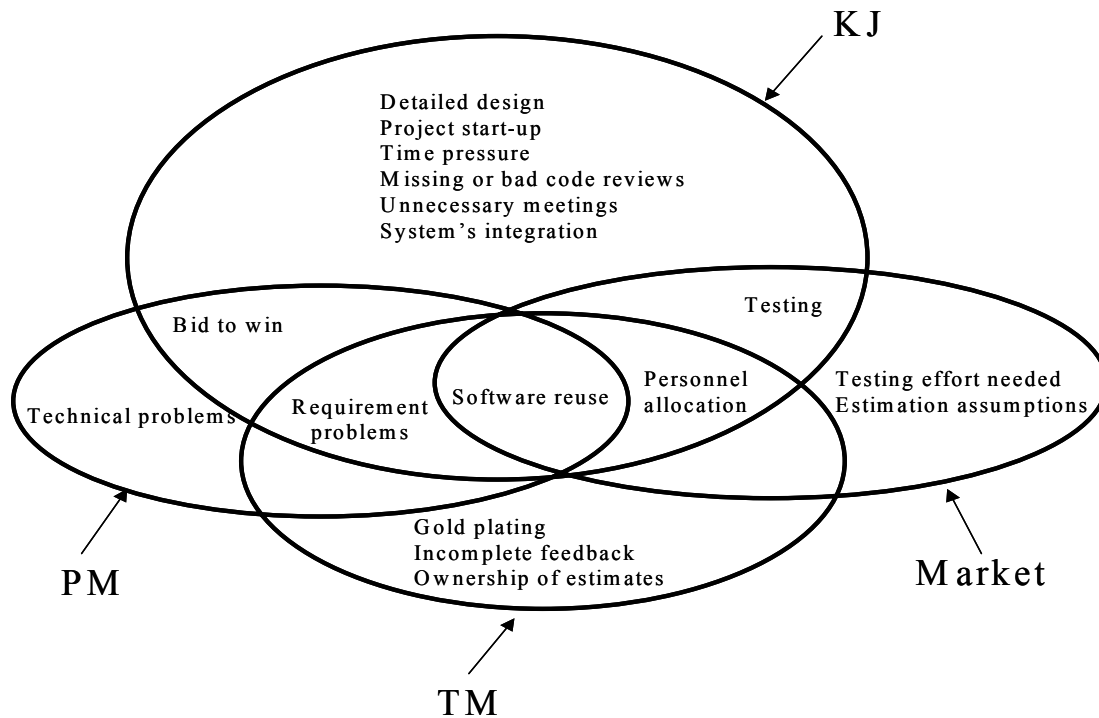 KJ
Detailed design
Project start-up
Time pressure
Missing or bad code reviews
Unnecessary meetings
System’s integration
Bid to win
Testing
Technical problems
Requirement
problems
Software reuse
Personnel
allocation
Testing effort needed
Estimation assumptions
Gold plating
Incomplete feedback
Ownership of estimates
PM
Market
TM